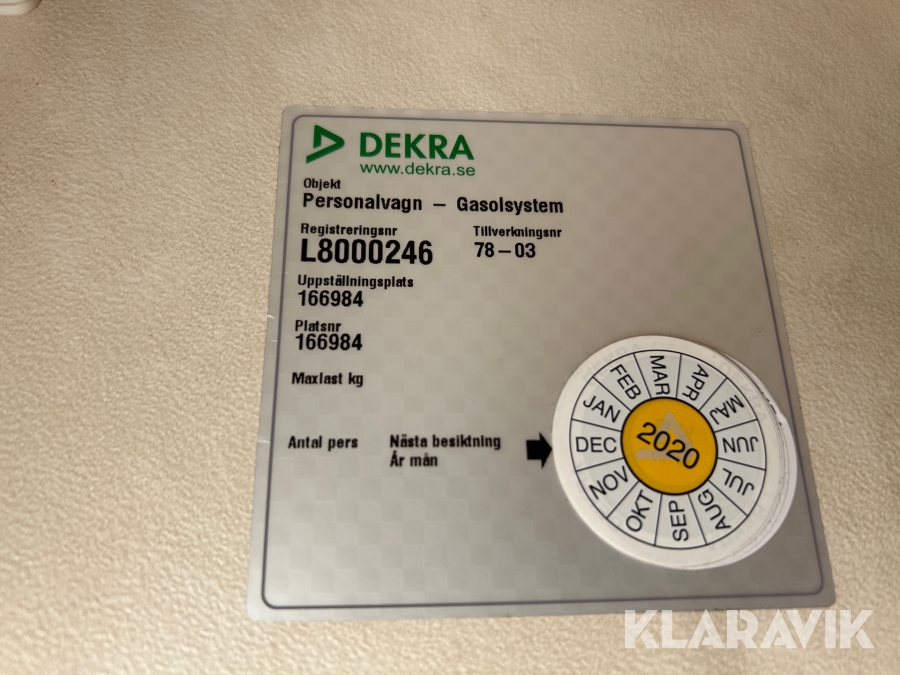 DEKRA
www.dekra.se
Objekt
Personalvagn – Gasolsystem
Registreringsnr Tillverkningsnr
L8000246 78–03
Uppställningsplats
166984
Platsnr
166984
Maxlast kg
Antal pers Nästa besiktning
År mån
JAN FEB MAR APR MAJ JUN JUL AUG SEP OKT NOV DEC
2020
KLARAVIK